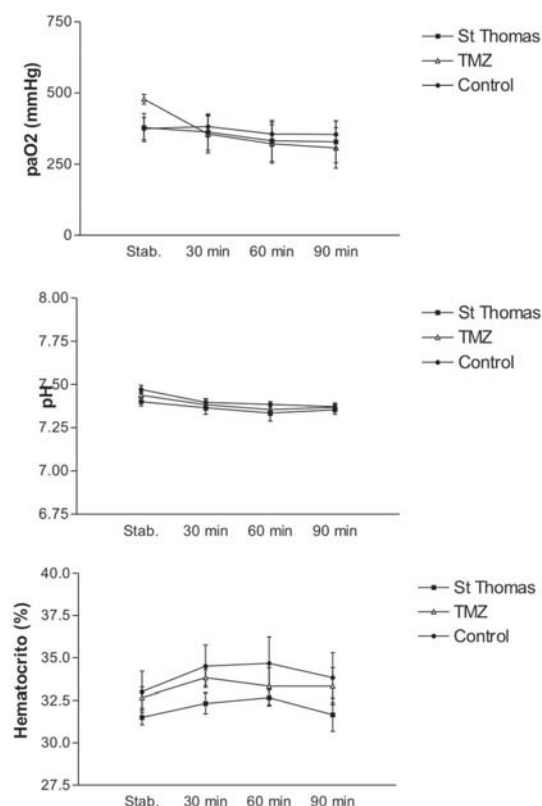 paO2 (mmHg)
750
500
250
0
Stab. 30 min 60 min 90 min
St Thomas
TMZ
Control
pH
8.00
7.75
7.50
7.25
7.00
6.75
Stab. 30 min 60 min 90 min
St Thomas
TMZ
Control
Hematocrito (%)
40.0
37.5
35.0
32.5
30.0
27.5
Stab. 30 min 60 min 90 min
St Thomas
TMZ
Control